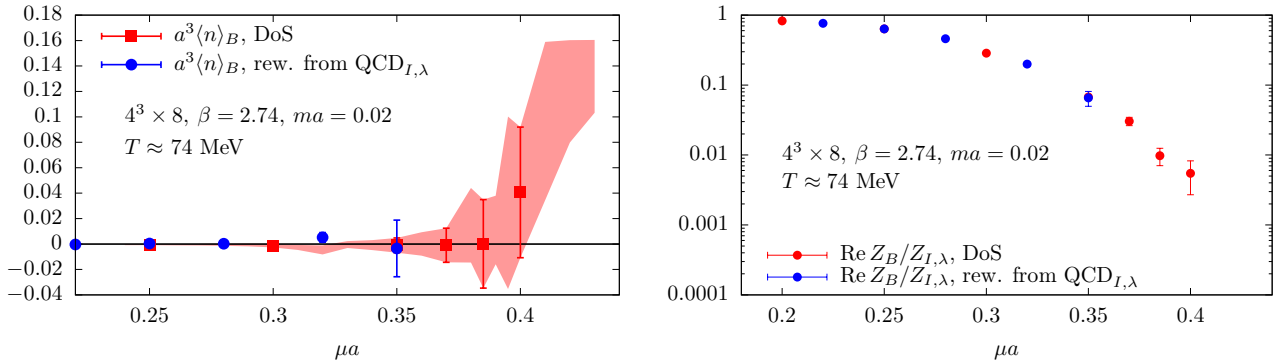 0.18
0.16
0.14
0.12
0.1
0.08
0.06
0.04
0.02
0
−0.02
−0.04
a³⟨n⟩_B, DoS
a³⟨n⟩_B, rew. from QCD_{I,λ}
4³ × 8, β = 2.74, ma = 0.02
T ≈ 74 MeV
0.25 0.3 0.35 0.4
μa
1
0.1
0.01
0.001
0.0001
4³ × 8, β = 2.74, ma = 0.02
T ≈ 74 MeV
Re Z_B/Z_{I,λ}, DoS
Re Z_B/Z_{I,λ}, rew. from QCD_{I,λ}
0.2 0.25 0.3 0.35 0.4
μa